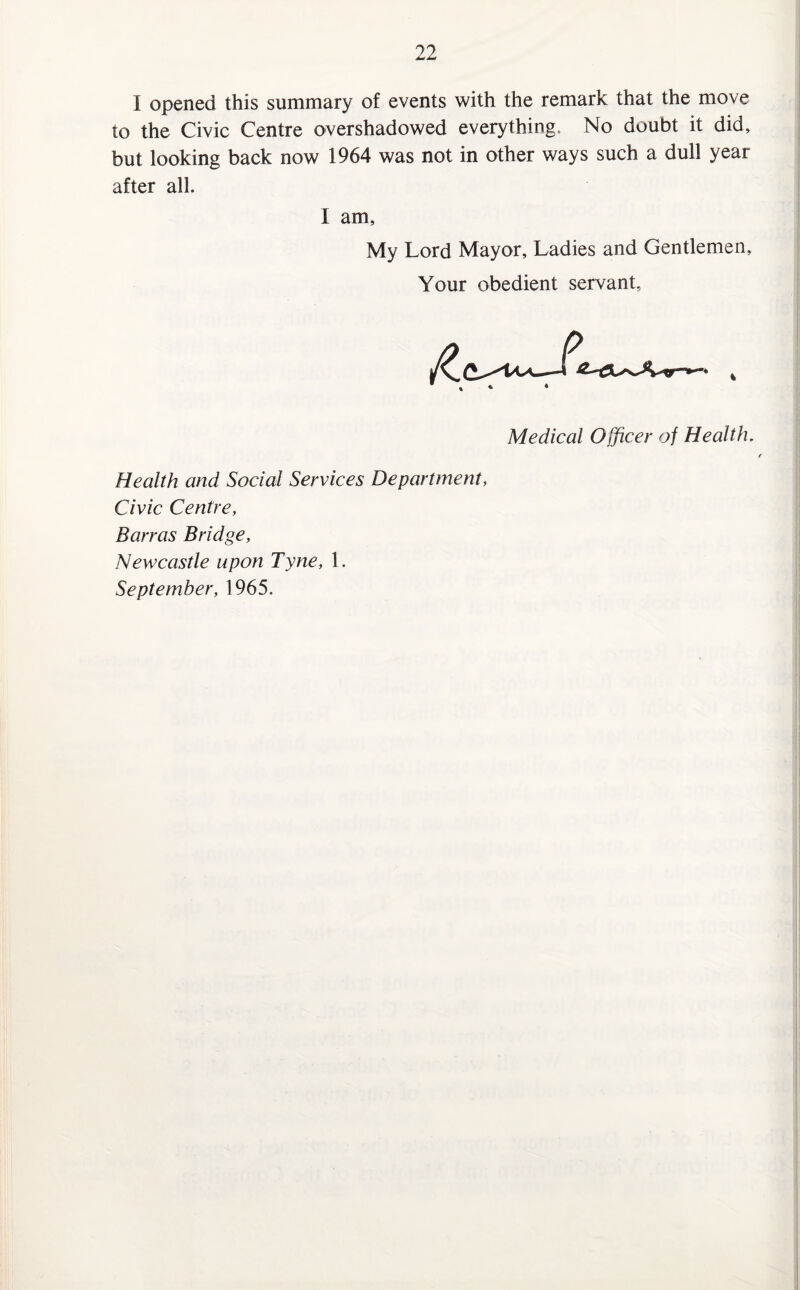 22
I opened this summary of events with the remark that the move
to the Civic Centre overshadowed everything. No doubt it did,
but looking back now 1964 was not in other ways such a dull year
after all.
I am,
My Lord Mayor, Ladies and Gentlemen,
Your obedient servant,
Medical Officer of Health.
Health and Social Services Department,
Civic Centre,
Barras Bridge,
Newcastle upon Tyne, 1.
September, 1965.